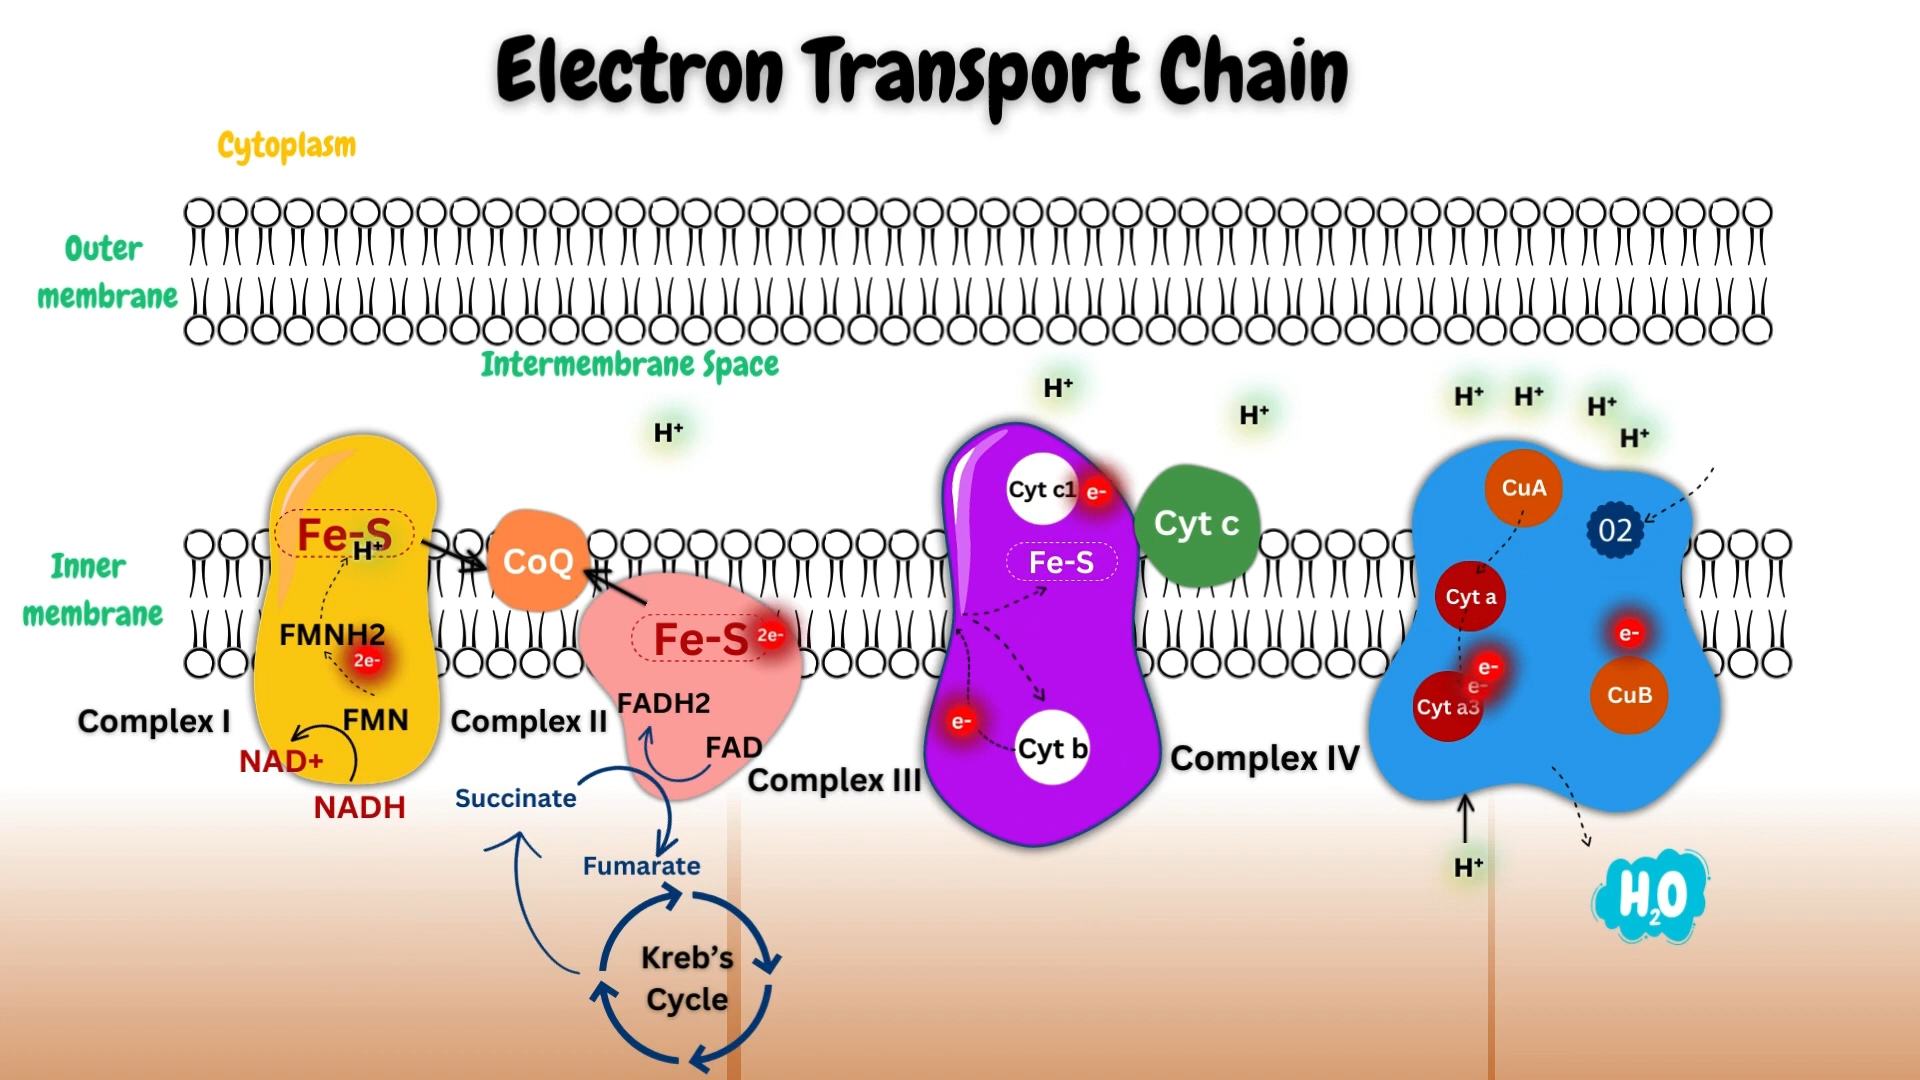 Electron Transport Chain
Cytoplasm
Outer
membrane
Intermembrane Space
H⁺
H⁺
H⁺
H⁺
H⁺
H⁺
H⁺
Fe-S
H⁺
CoQ
Cyt c1
e-
Fe-S
Cyt c
CuA
O2
Inner
membrane
FMNH2
2e-
Fe-S
2e-
Cyt a
e-
e-
e-
Cyt a3
CuB
Complex I
FMN
NAD+
NADH
Complex II
FADH2
FAD
Complex III
e-
Cyt b
Complex IV
Succinate
Fumarate
H⁺
H₂O
Kreb’s
Cycle